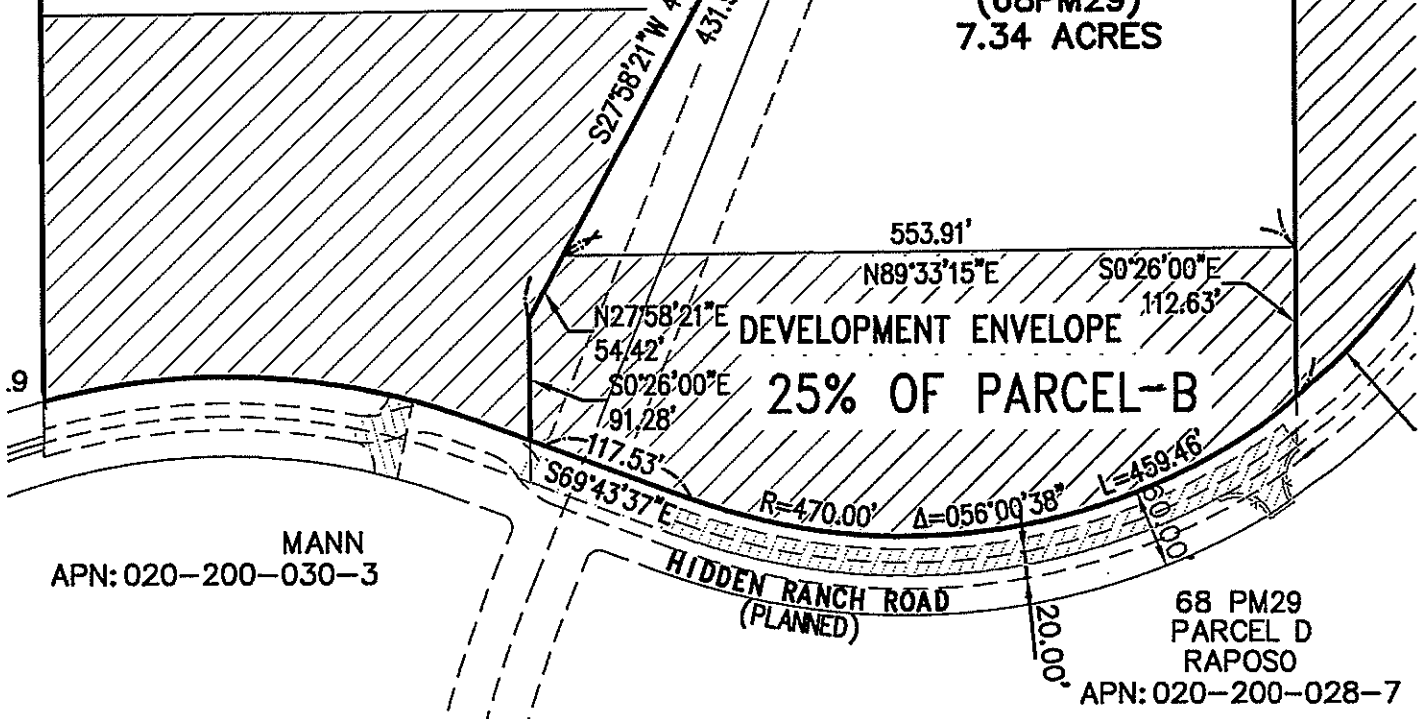 (68PM29)
7.34 ACRES
S27°58'21"W
553.91'
N89°33'15"E
S0°26'00"E
112.63'
N27°58'21"E
54.42'
DEVELOPMENT ENVELOPE
25% OF PARCEL-B
S0°26'00"E
91.28'
.9
117.53'
S69°43'37"E
R=470.00'
Δ=056°00'38"
L=459.46'
60.00'
MANN
APN: 020-200-030-3
HIDDEN RANCH ROAD
(PLANNED)
20.00'
68 PM29
PARCEL D
RAPOSO
APN: 020-200-028-7